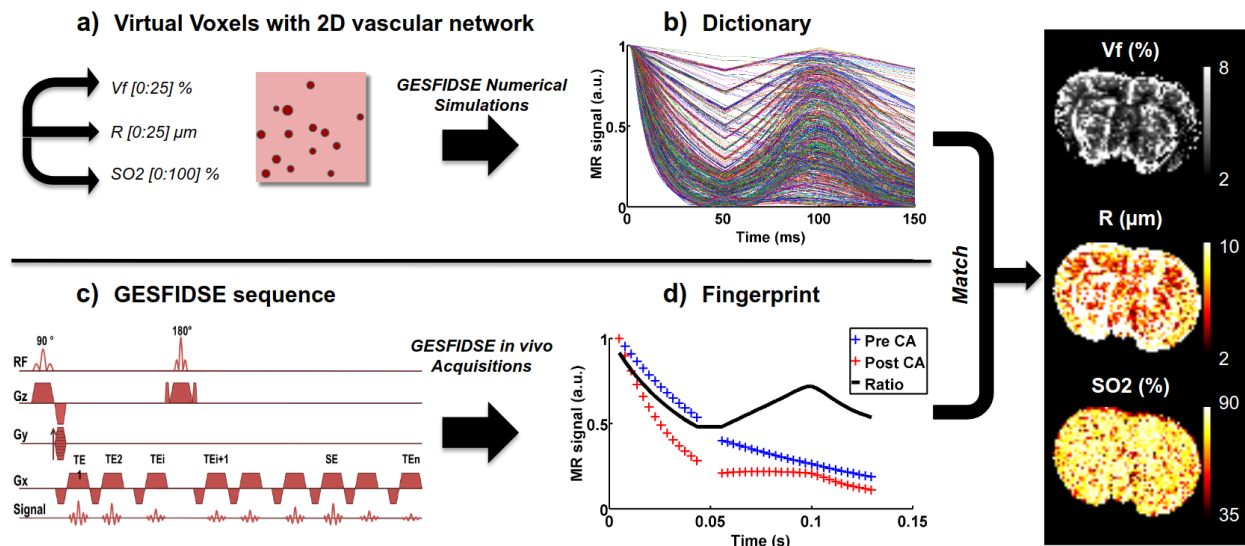 a) Virtual Voxels with 2D vascular network
Vf [0:25] %
R [0:25] µm
SO2 [0:100] %
GESFIDSE Numerical
Simulations
b) Dictionary
MR signal (a.u.)
1
0.5
0
0
50
100
150
Time (ms)
c) GESFIDSE sequence
90 °
180°
RF
Gz
Gy
TE
1
TE2
TEi
TEi+1
SE
TEn
Gx
Signal
GESFIDSE in vivo
Acquisitions
d) Fingerprint
Pre CA
Post CA
Ratio
MR signal (a.u.)
1
0.5
0
0
0.05
0.1
0.15
Time (s)
Match
Vf (%)
8
2
R (µm)
10
2
SO2 (%)
90
35